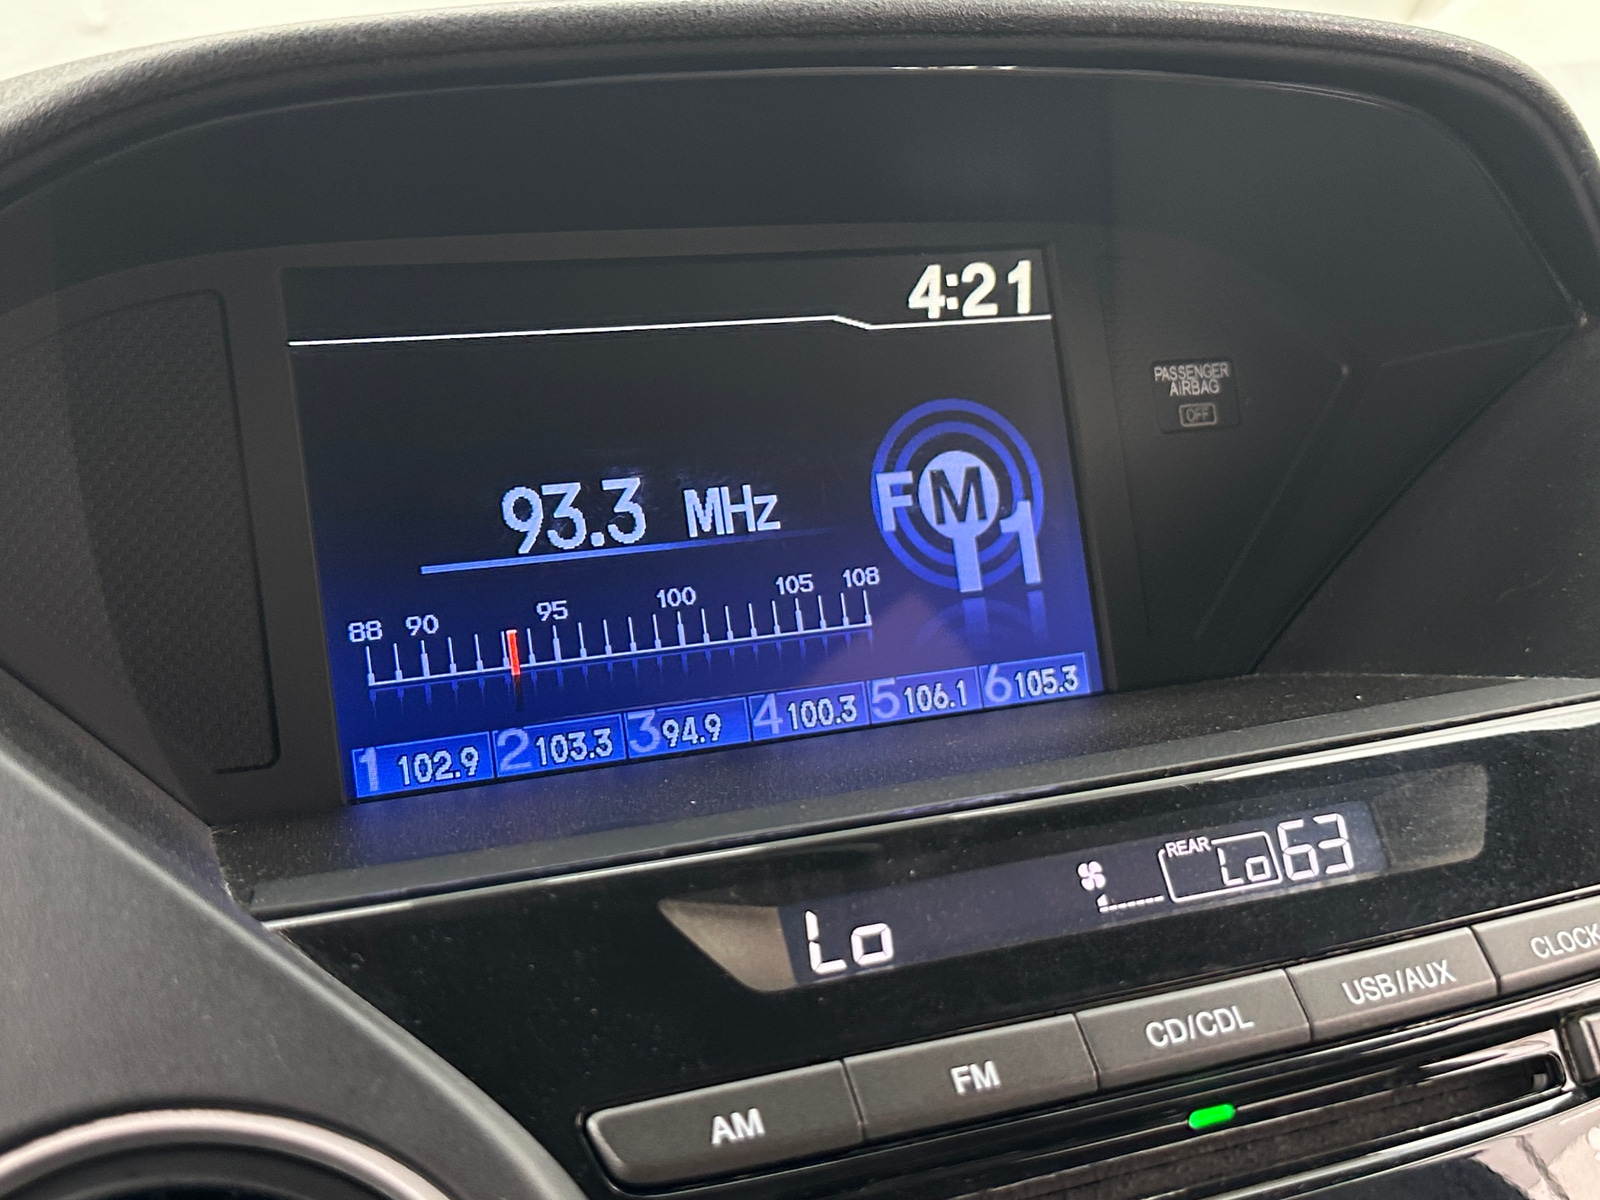 4:21
PASSENGER
AIRBAG
OFF
93.3 MHz
FM1
88 90 95 100 105 108
1 102.9 2 103.3 3 94.9 4 100.3 5 106.1 6 105.3
Lo REAR Lo 63
AM FM CD/CDL USB/AUX CLOCK